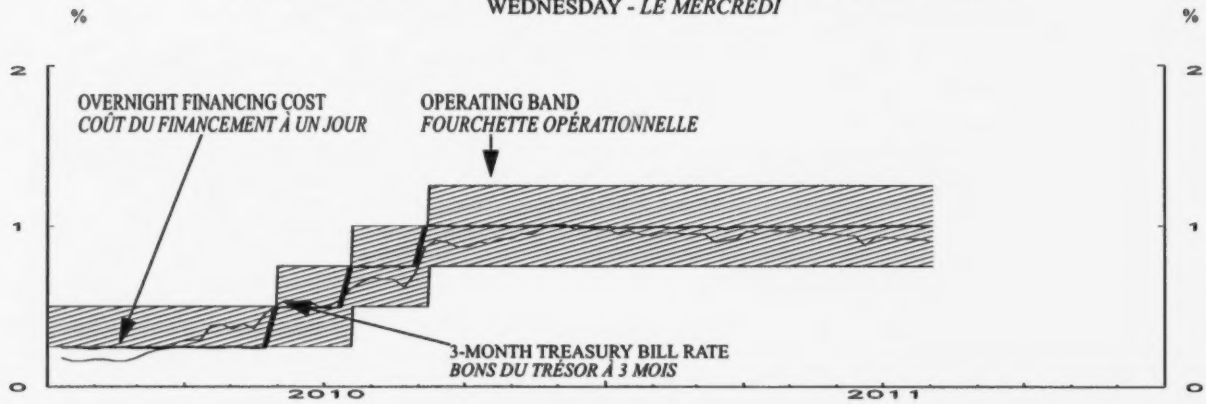 WEDNESDAY - LE MERCREDI
% %
2 2
OVERNIGHT FINANCING COST
COÛT DU FINANCEMENT À UN JOUR
OPERATING BAND
FOURCHETTE OPÉRATIONNELLE
1 1
3-MONTH TREASURY BILL RATE
BONS DU TRÉSOR À 3 MOIS
0 0
2010 2011